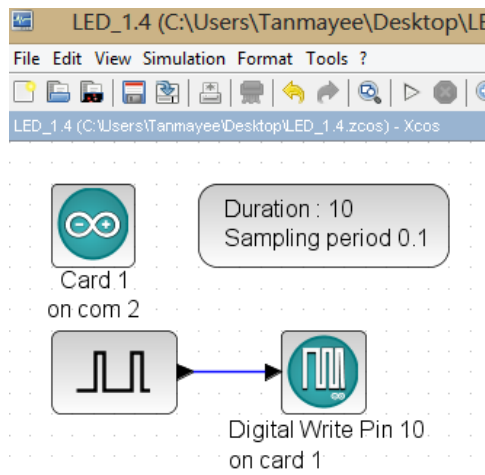 LED_1.4 (C:\Users\Tanmayee\Desktop\LE
File Edit View Simulation Format Tools ?
LED_1.4 (C:\Users\Tanmayee\Desktop\LED_1.4.zcos) - Xcos
Duration : 10
Sampling period 0.1
Card 1
on com 2
Digital Write Pin 10
on card 1